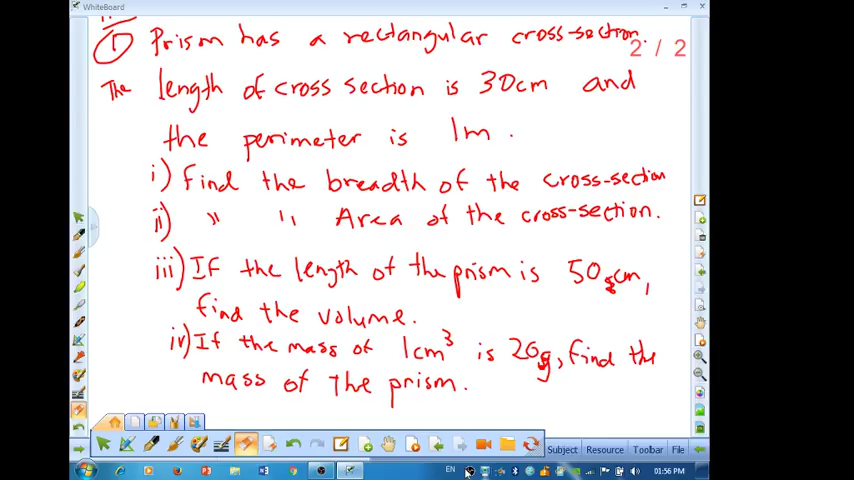 WhiteBoard
① Prism has a rectangular cross-section.
2 / 2
The length of cross section is 30cm and
the perimeter is 1m.
i) Find the breadth of the cross-section
ii) " " Area of the cross-section.
iii) If the length of the prism is 50cm,
find the volume.
iv) If the mass of 1cm³ is 20g, find the
mass of the prism.
Subject Resource Toolbar File
EN 01:56 PM